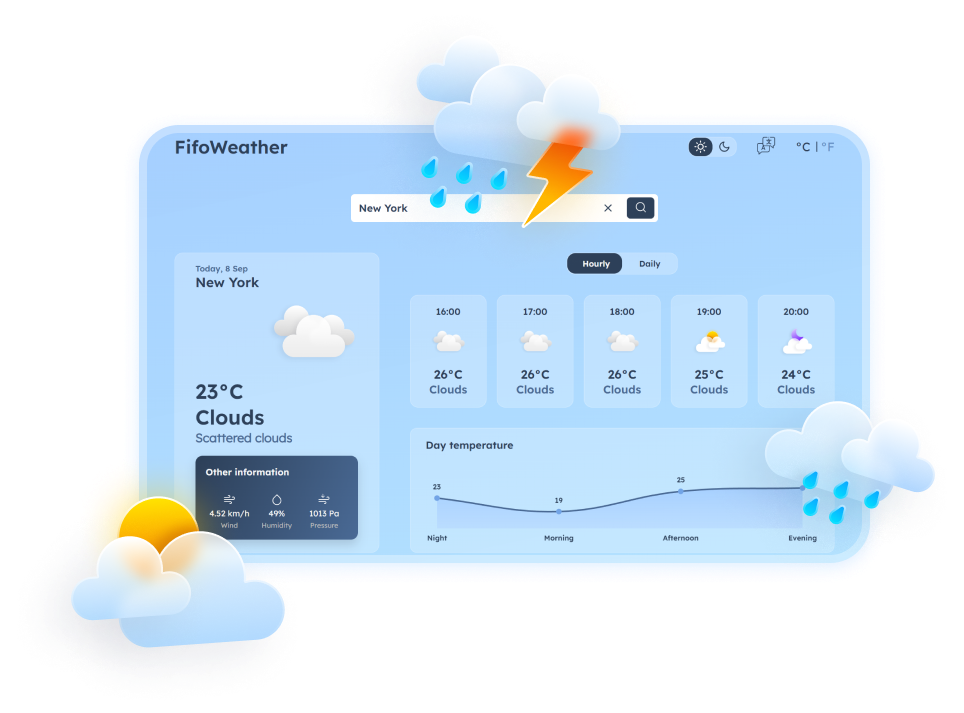 FifoWeather
°C | °F
New York
Today, 8 Sep
New York
23°C
Clouds
Scattered clouds
Other information
4.52 km/h 49% 1013 Pa
Wind Humidity Pressure
Hourly Daily
16:00 17:00 18:00 19:00 20:00
26°C 26°C 26°C 25°C 24°C
Clouds Clouds Clouds Clouds Clouds
Day temperature
23 19 25
Night Morning Afternoon Evening